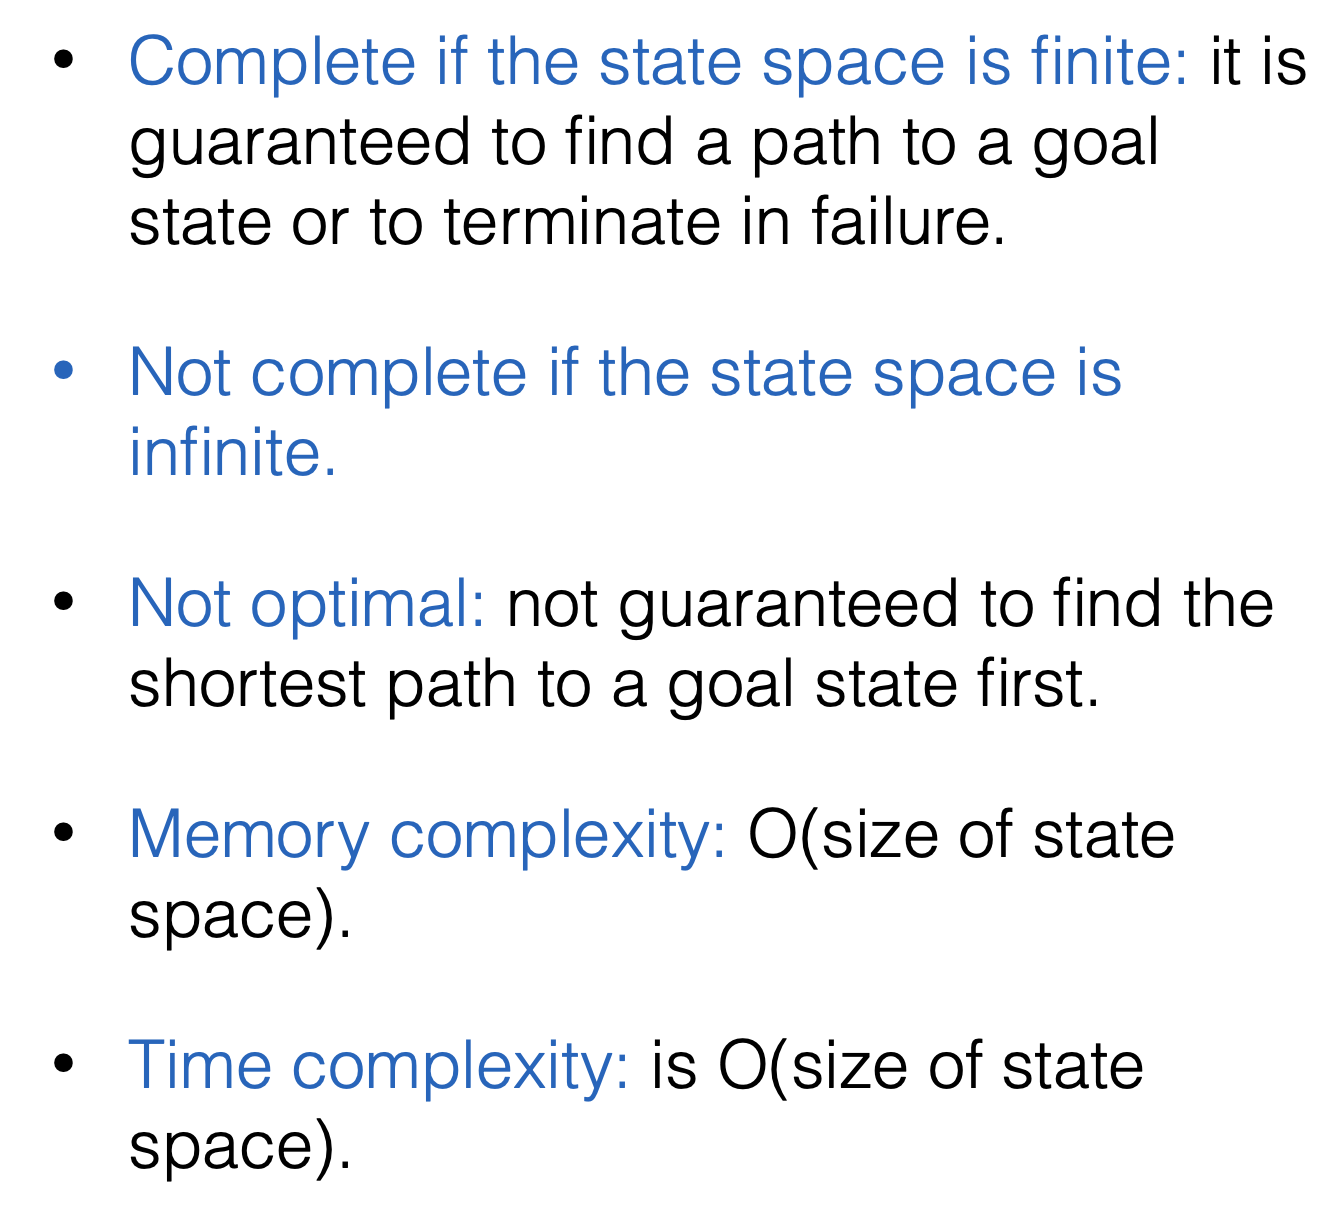 • Complete if the state space is finite: it is
guaranteed to find a path to a goal
state or to terminate in failure.
• Not complete if the state space is
infinite.
• Not optimal: not guaranteed to find the
shortest path to a goal state first.
• Memory complexity: O(size of state
space).
• Time complexity: is O(size of state
space).